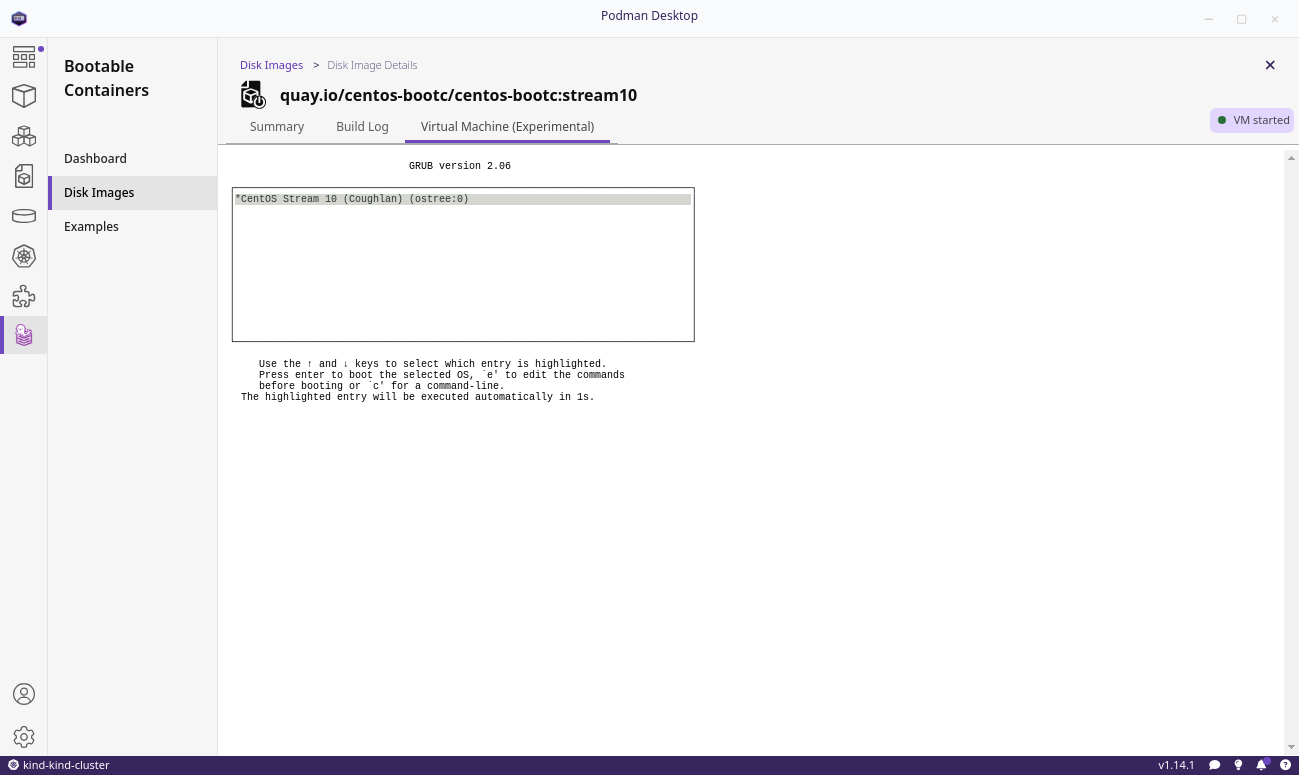 Podman Desktop
Bootable
Containers
Dashboard
Disk Images
Examples
Disk Images > Disk Image Details
quay.io/centos-bootc/centos-bootc:stream10
Summary
Build Log
Virtual Machine (Experimental)
VM started
GRUB version 2.06
*CentOS Stream 10 (Coughlan) (ostree:0)
Use the ↑ and ↓ keys to select which entry is highlighted.
Press enter to boot the selected OS, `e' to edit the commands
before booting or `c' for a command-line.
The highlighted entry will be executed automatically in 1s.
kind-kind-cluster
v1.14.1